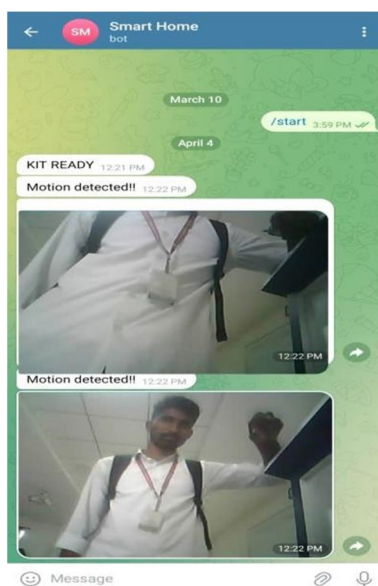 SM
Smart Home
bot
March 10
/start 3:59 PM
April 4
KIT READY 12:21 PM
Motion detected!! 12:22 PM
12:22 PM
Motion detected!! 12:22 PM
12:22 PM
Message